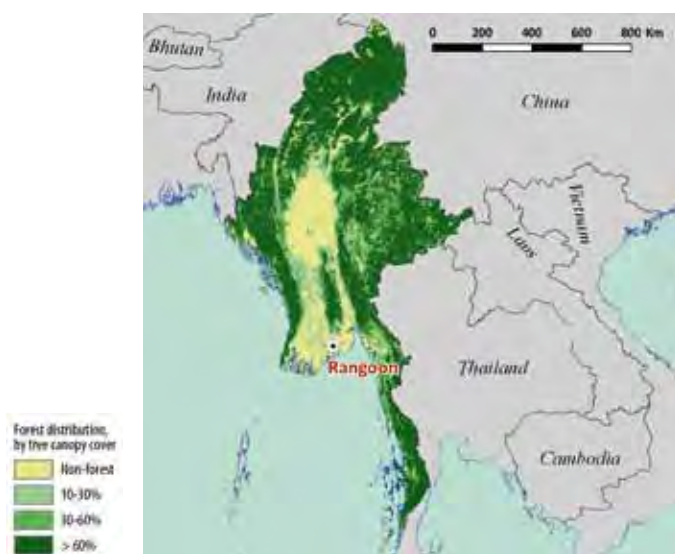 0 200 400 600 800 Km
Bhutan
India
China
Vietnam
Laos
Rangoon
Thailand
Cambodia
Forest distribution,
by tree canopy cover
Non-forest
10-30%
30-60%
> 60%